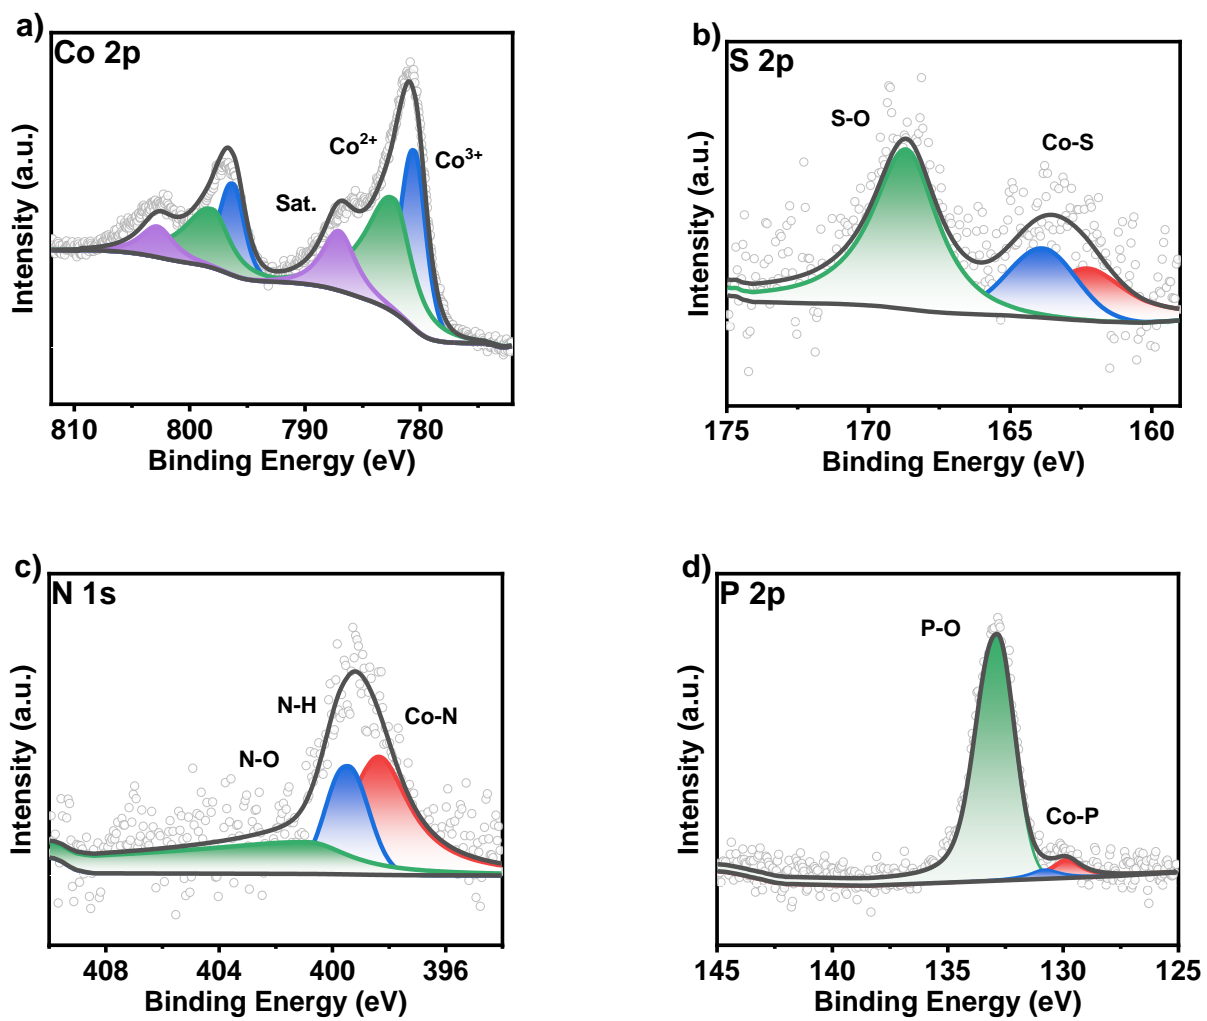 a)
Co 2p
Co2+
Co3+
Sat.
Intensity (a.u.)
810 800 790 780
Binding Energy (eV)
b)
S 2p
S-O
Co-S
Intensity (a.u.)
175 170 165 160
Binding Energy (eV)
c)
N 1s
N-H
Co-N
N-O
Intensity (a.u.)
408 404 400 396
Binding Energy (eV)
d)
P 2p
P-O
Co-P
Intensity (a.u.)
145 140 135 130 125
Binding Energy (eV)